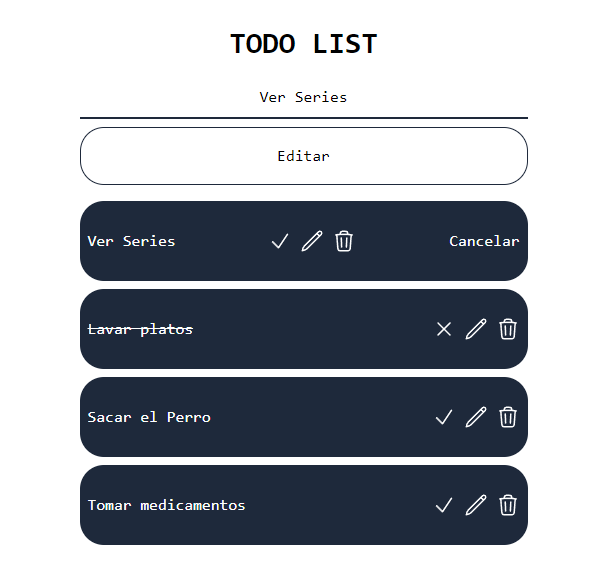 TODO LIST
Ver Series
Editar
Ver Series Cancelar
Lavar platos
Sacar el Perro
Tomar medicamentos